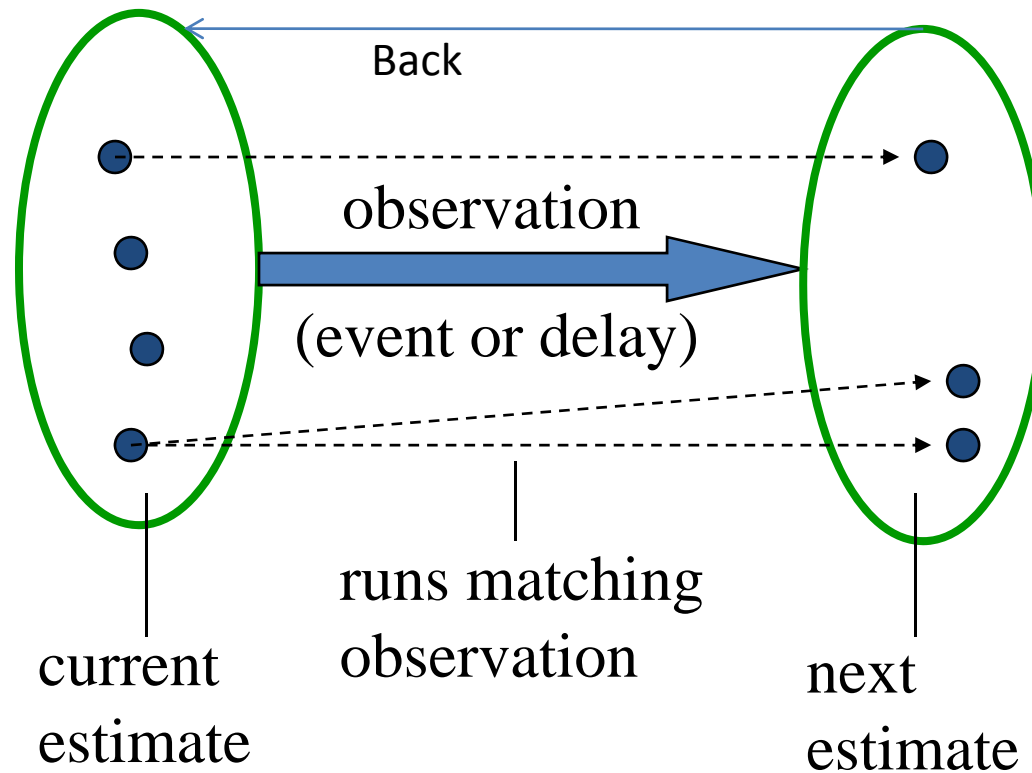 Back
observation
(event or delay)
runs matching
observation
current
estimate
next
estimate